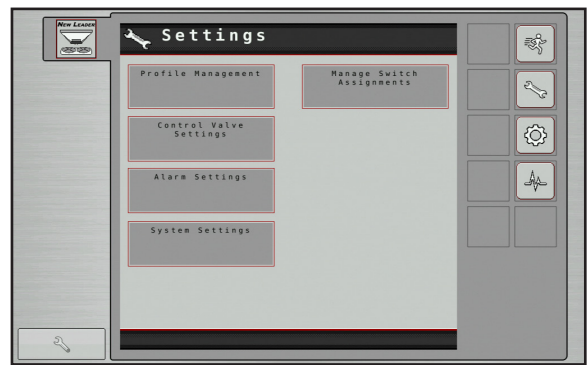 NEW LEADER
Settings
Profile Management
Manage Switch
Assignments
Control Valve
Settings
Alarm Settings
System Settings